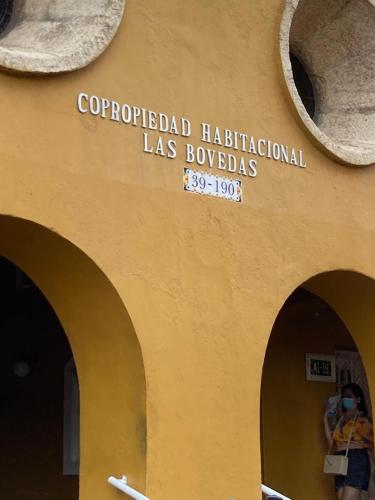 COPROPIEDAD HABITACIONAL
LAS BOVEDAS
39-190